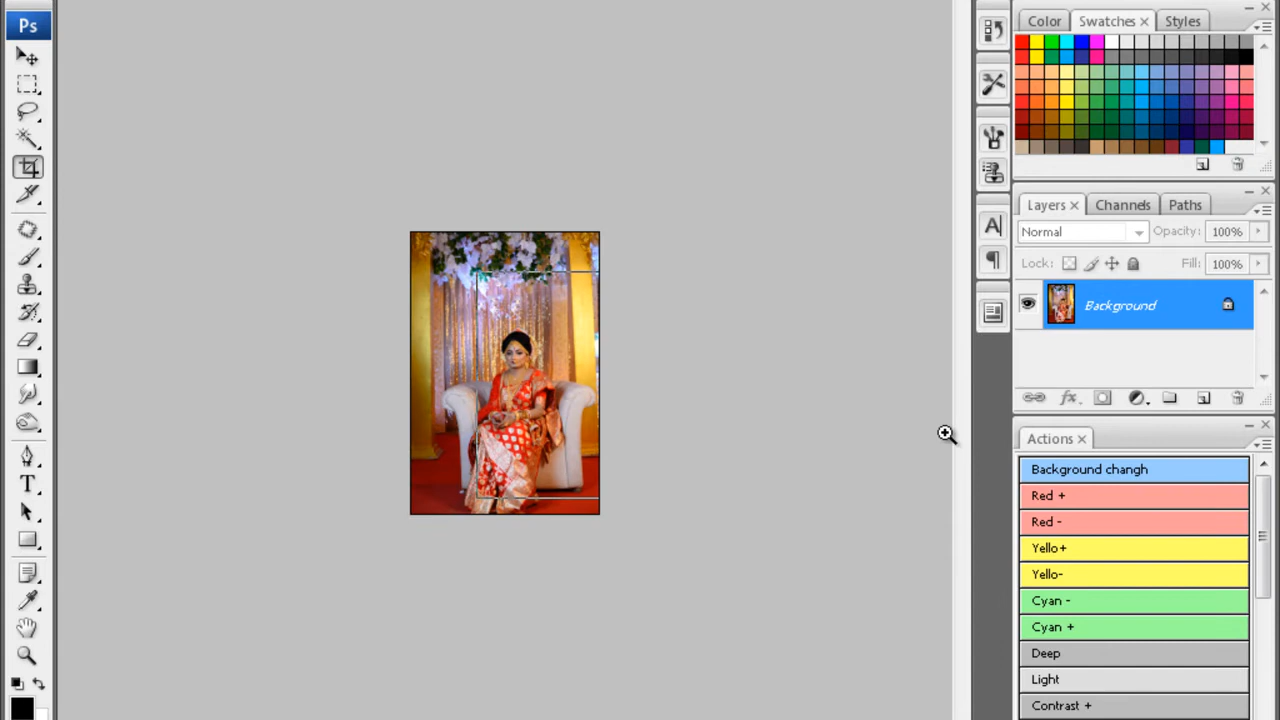 Ps
Color
Swatches
Styles
Layers
Channels
Paths
Normal
Opacity: 100%
Lock:
Fill: 100%
Background
Actions
Background changh
Red +
Red -
Yello+
Yello-
Cyan -
Cyan +
Deep
Light
Contrast +